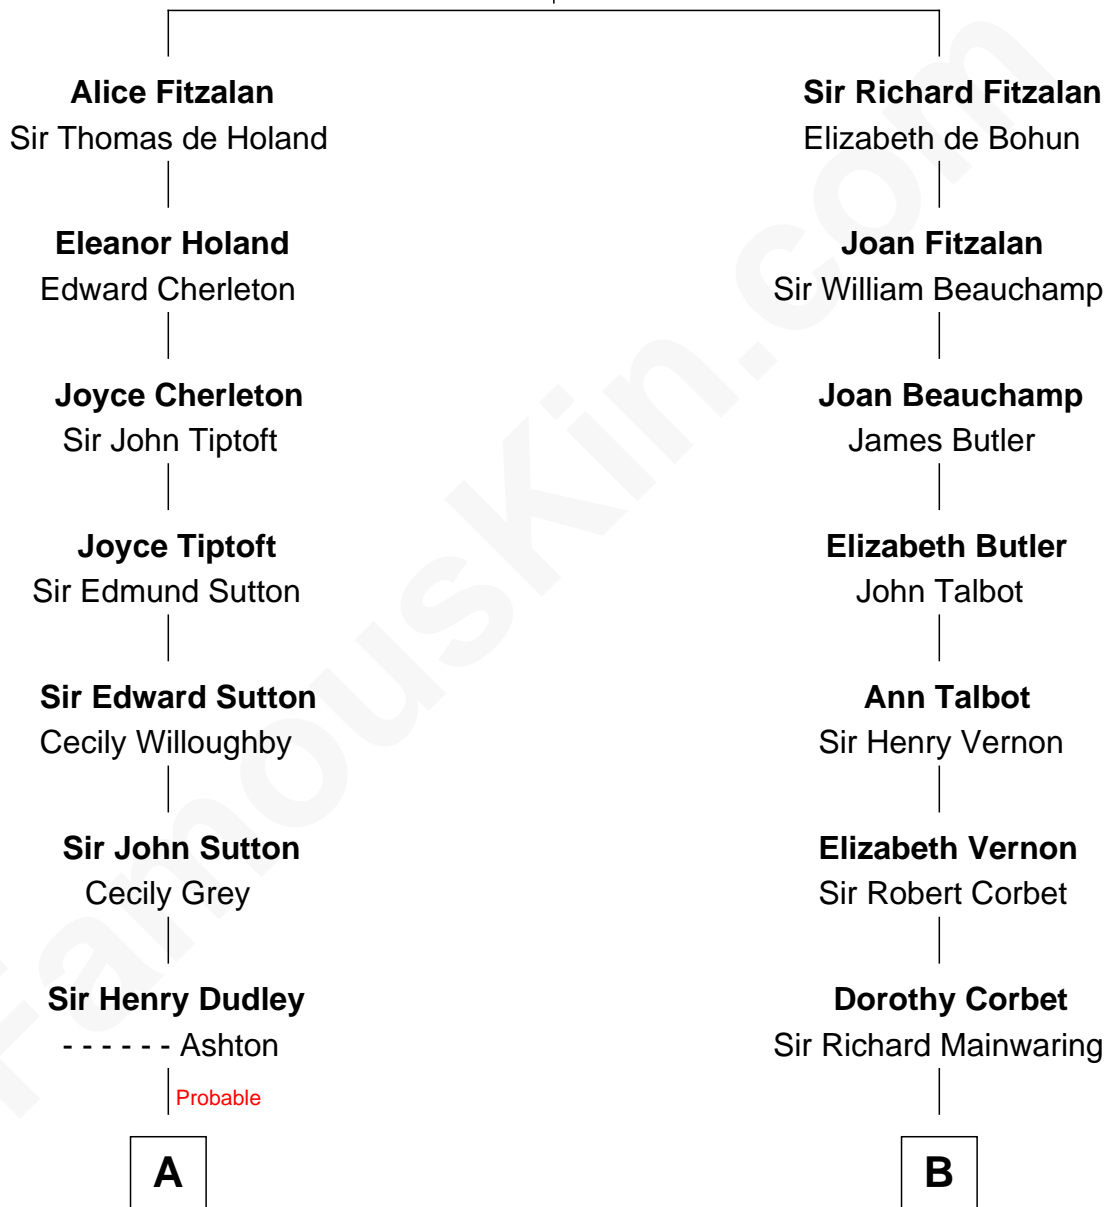 Alice Fitzalan
Sir Thomas de Holand
Eleanor Holand
Edward Cherleton
Joyce Cherleton
Sir John Tiptoft
Joyce Tiptoft
Sir Edmund Sutton
Sir Edward Sutton
Cecily Willoughby
Sir John Sutton
Cecily Grey
Sir Henry Dudley
- - - - - - Ashton
Probable
A
Sir Richard Fitzalan
Elizabeth de Bohun
Joan Fitzalan
Sir William Beauchamp
Joan Beauchamp
James Butler
Elizabeth Butler
John Talbot
Ann Talbot
Sir Henry Vernon
Elizabeth Vernon
Sir Robert Corbet
Dorothy Corbet
Sir Richard Mainwaring
B
FamousKin.com